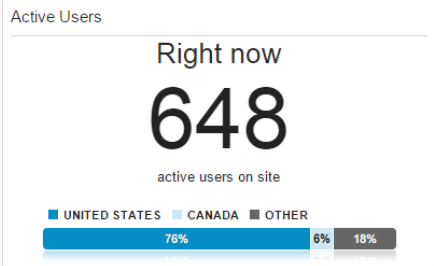 Active Users
Right now
648
active users on site
UNITED STATES CANADA OTHER
76% 6% 18%